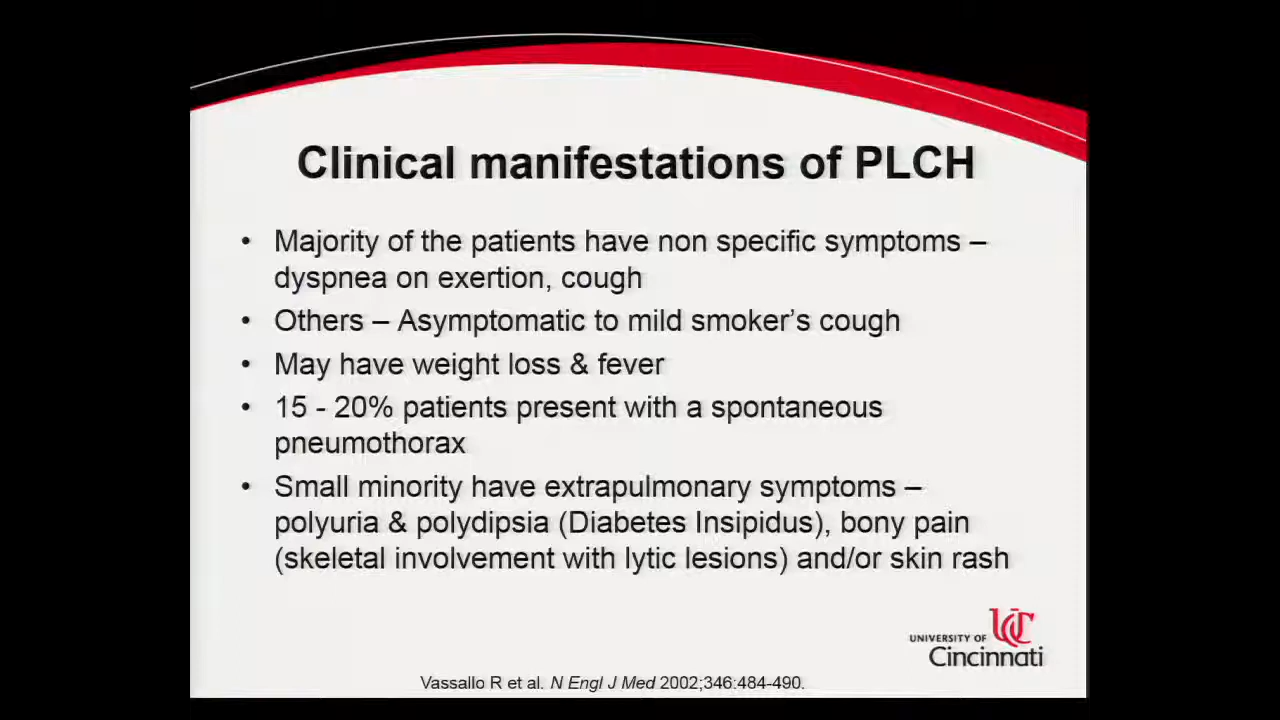 Clinical manifestations of PLCH
• Majority of the patients have non specific symptoms –
dyspnea on exertion, cough
• Others – Asymptomatic to mild smoker’s cough
• May have weight loss & fever
• 15 - 20% patients present with a spontaneous
pneumothorax
• Small minority have extrapulmonary symptoms –
polyuria & polydipsia (Diabetes Insipidus), bony pain
(skeletal involvement with lytic lesions) and/or skin rash
UC
UNIVERSITY OF
Cincinnati
Vassallo R et al. N Engl J Med 2002;346:484-490.